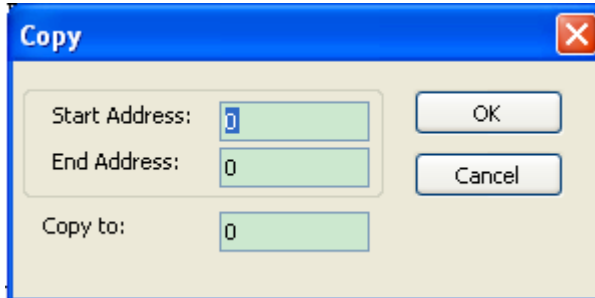 Copy
Start Address: 0 OK
End Address: 0 Cancel
Copy to: 0